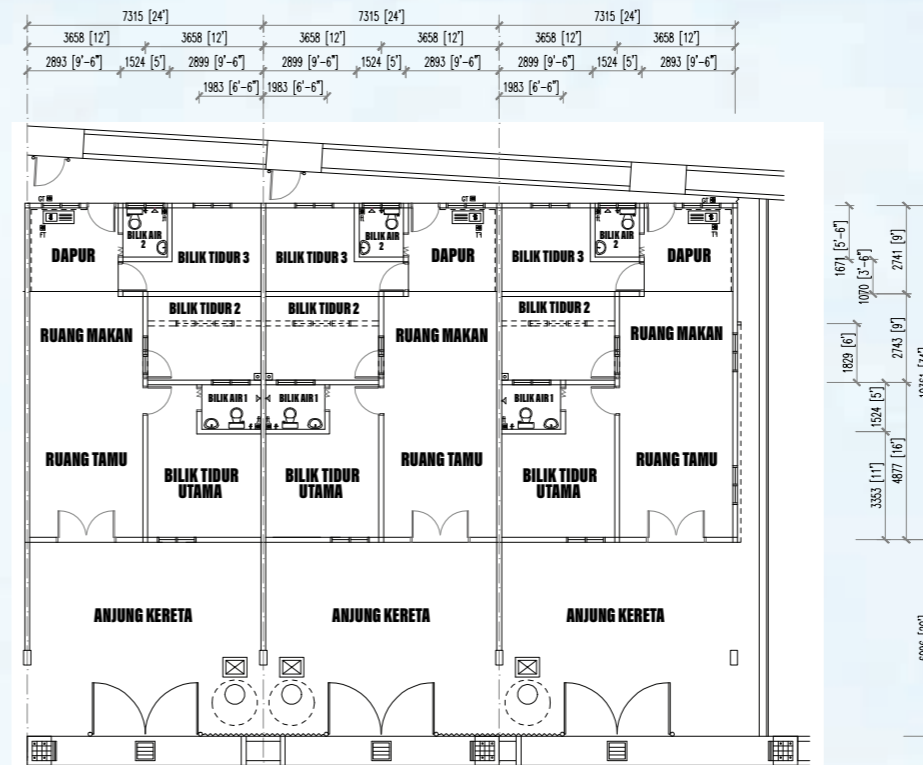 7315 [24'] 7315 [24'] 7315 [24']
3658 [12'] 3658 [12'] 3658 [12'] 3658 [12'] 3658 [12'] 3658 [12']
2893 [9'-6"] 1524 [5'] 2899 [9'-6"] 2899 [9'-6"] 1524 [5'] 2893 [9'-6"] 2899 [9'-6"] 1524 [5'] 2893 [9'-6"]
1983 [6'-6"] 1983 [6'-6"] 1983 [6'-6"]
DAPUR
BILIK AIR
2
BILIK TIDUR 3
BILIK TIDUR 3
BILIK AIR
2
DAPUR
BILIK TIDUR 3
BILIK AIR
2
DAPUR
BILIK TIDUR 2 BILIK TIDUR 2 BILIK TIDUR 2
RUANG MAKAN RUANG MAKAN RUANG MAKAN
BILIK AIR 1 BILIK AIR 1 BILIK AIR 1
RUANG TAMU RUANG TAMU RUANG TAMU
BILIK TIDUR
UTAMA
BILIK TIDUR
UTAMA
BILIK TIDUR
UTAMA
ANJUNG KERETA ANJUNG KERETA ANJUNG KERETA
1671 [5'-6"]
1070 [3'-6"]
2741 [9']
1829 [6']
2743 [9']
1524 [5']
3353 [11']
4877 [16']